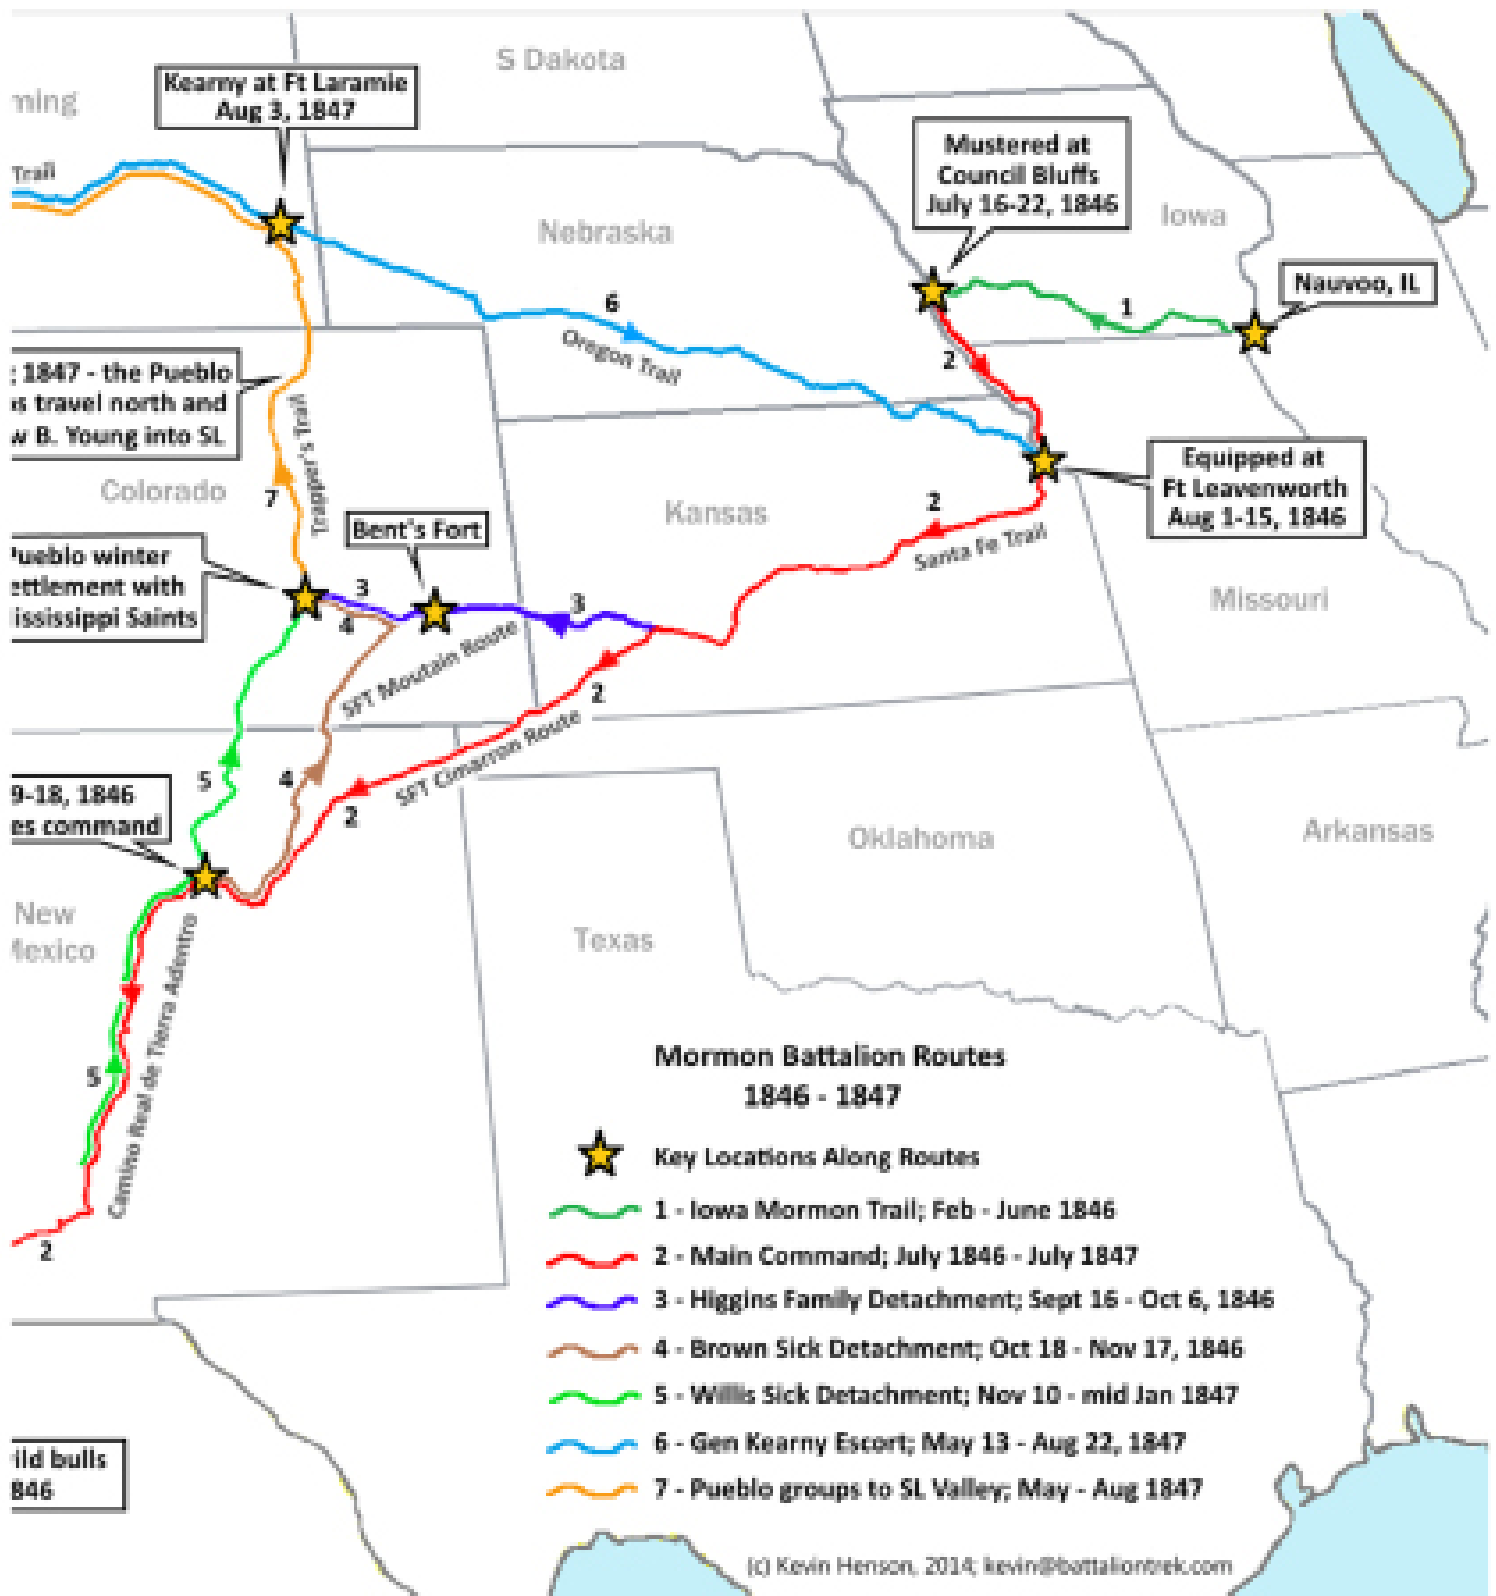 S Dakota
ming
Kearny at Ft Laramie
Aug 3, 1847
Trail
Mustered at
Council Bluffs
July 16-22, 1846
Iowa
Nebraska
Nauvoo, IL
1
6
Oregon Trail
2
1847 - the Pueblo
s travel north and
w B. Young into SL
Trapper's Trail
Colorado
7
Equipped at
Ft Leavenworth
Aug 1-15, 1846
Kansas
2
Santa Fe Trail
Bent's Fort
Pueblo winter
ettlement with
ississippi Saints
3
4
3
Missouri
SFT Moutain Route
2
SFT Cimarron Route
5
4
2
9-18, 1846
es command
Oklahoma
Arkansas
New
Mexico
Texas
Camino Real de Tierra Adentro
5
2
Mormon Battalion Routes
1846 - 1847
Key Locations Along Routes
1 - Iowa Mormon Trail; Feb - June 1846
2 - Main Command; July 1846 - July 1847
3 - Higgins Family Detachment; Sept 16 - Oct 6, 1846
4 - Brown Sick Detachment; Oct 18 - Nov 17, 1846
5 - Willis Sick Detachment; Nov 10 - mid Jan 1847
6 - Gen Kearny Escort; May 13 - Aug 22, 1847
7 - Pueblo groups to SL Valley; May - Aug 1847
ild bulls
846
(c) Kevin Henson, 2014; kevin@battaliontrek.com